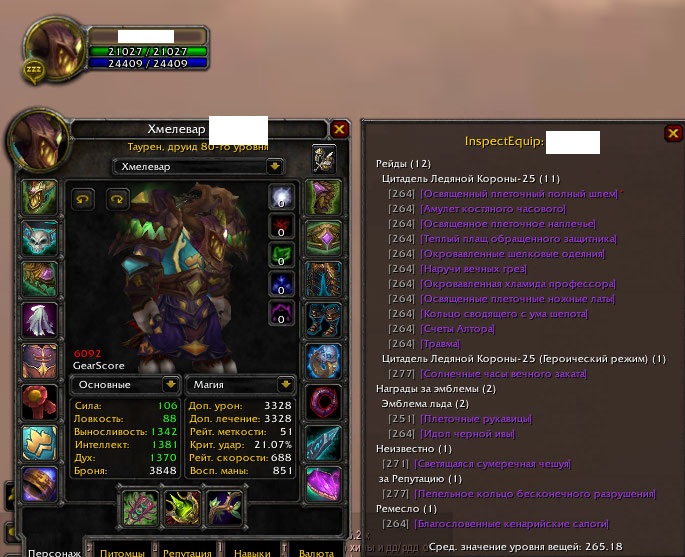 21027 / 21027
24409 / 24409
zzz
Хмелевар
Таурен, друид 80-го уровня
Хмелевар
0
0
0
0
0
6092
GearScore
Основные
Магия
Сила: 106
Ловкость: 88
Выносливость: 1342
Интеллект: 1381
Дух: 1370
Броня: 3848
Доп. урон: 3328
Доп. лечение: 3328
Рейт. меткости: 51
Крит. удар: 21.07%
Рейт. скорости: 688
Восп. маны: 851
Персонаж
Питомцы
Репутация
Навыки
Валюта
InspectEquip:
Рейды (12)
Цитадель Ледяной Короны-25 (11)
[264] [Освященный плеточный полный шлем]*
[264] [Амулет костяного часового]
[264] [Освященное плеточное наплечье]
[264] [Теплый плащ обращенного защитника]
[264] [Окровавленные шелковые одеяния]
[264] [Наручи вечных грез]
[264] [Окровавленная хламида профессора]
[264] [Освященные плеточные ножные латы]
[264] [Кольцо сводящего с ума шепота]
[264] [Счеты Алтора]
[264] [Травма]
Цитадель Ледяной Короны-25 (Героический режим) (1)
[277] [Солнечные часы вечного заката]
Награды за эмблемы (2)
Эмблема льда (2)
[251] [Плеточные рукавицы]
[264] [Идол черной ивы]
Неизвестно (1)
[271] [Светящаяся сумеречная чешуя]
за Репутацию (1)
[277] [Пепельное кольцо бесконечного разрушения]
Ремесло (1)
[264] [Благословенные кенарийские сапоги]
Сред. значение уровня вещей: 265.18